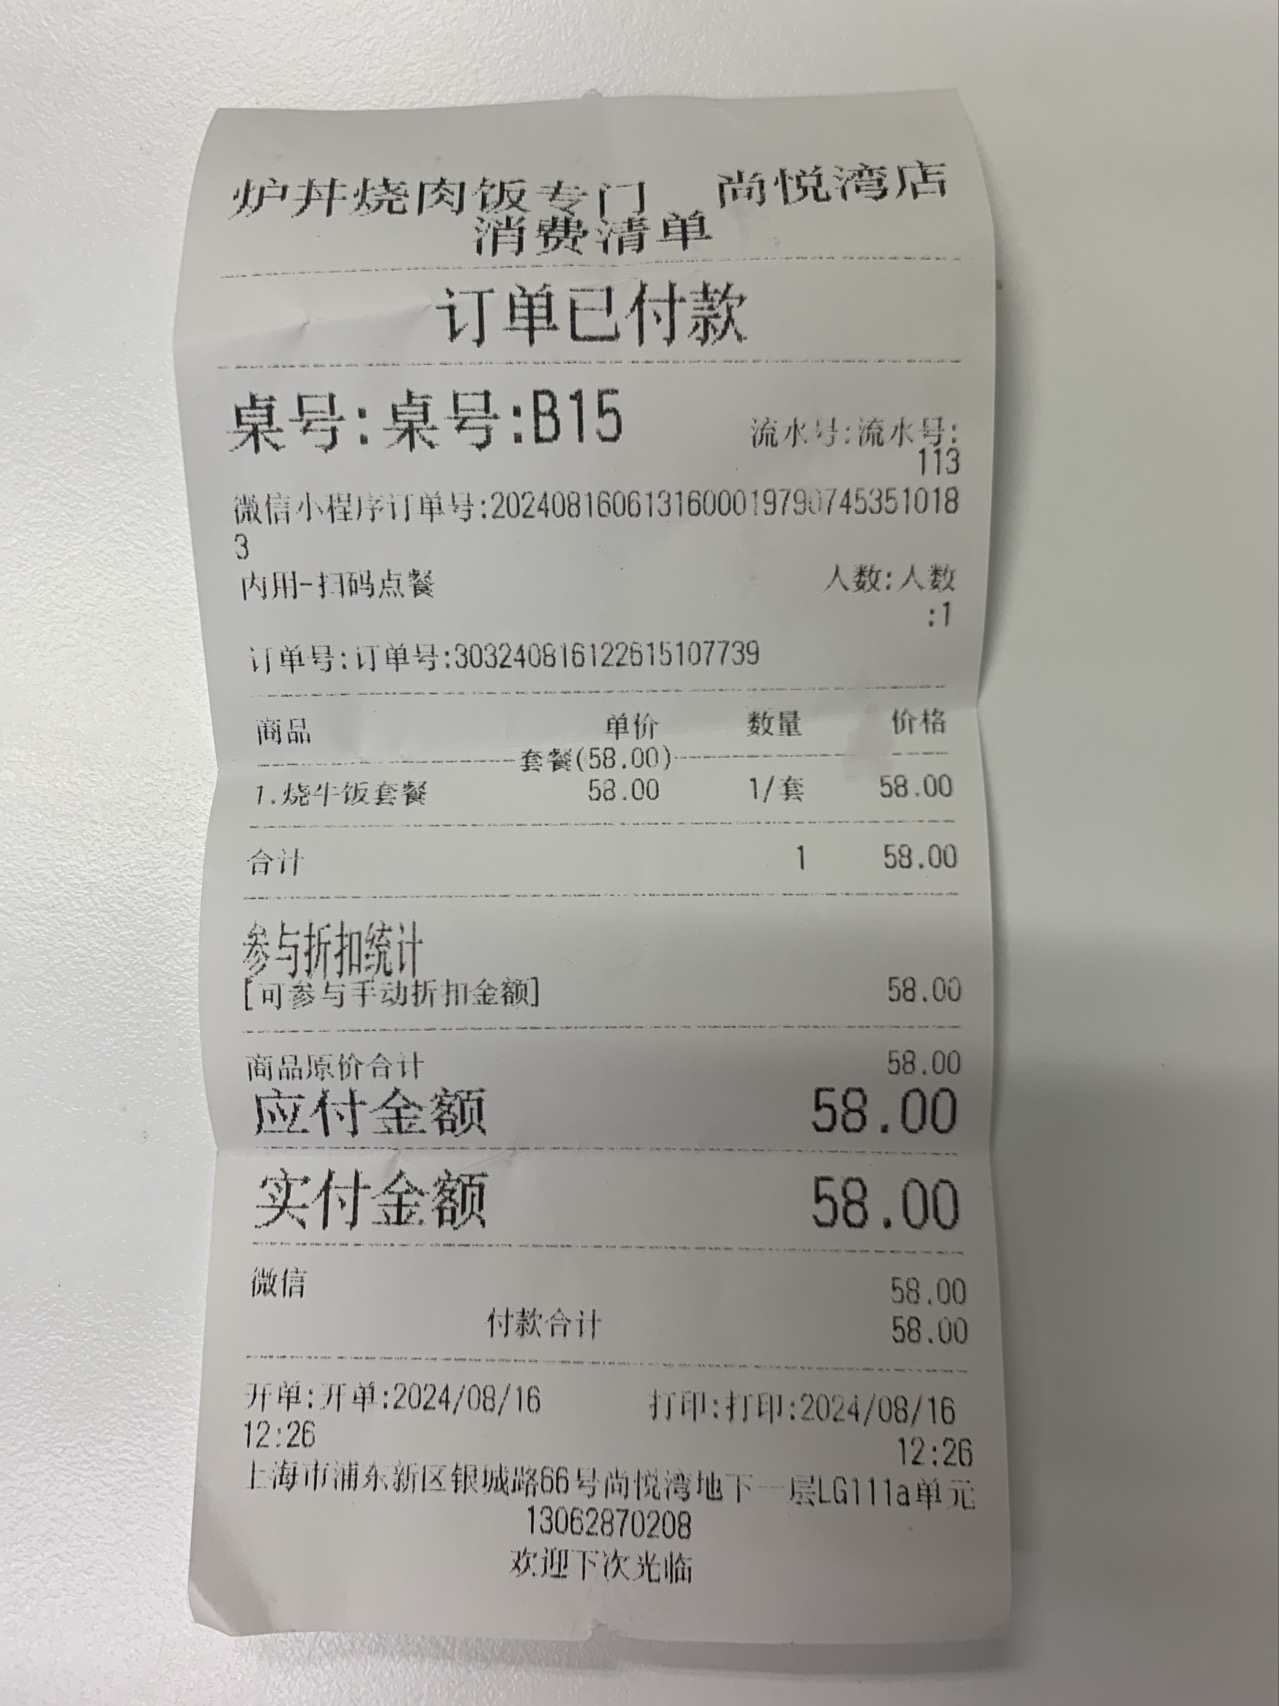 炉丼烧肉饭专门 尚悦湾店
消费清单
订单已付款
桌号:桌号:B15 流水号:流水号:
113
微信小程序订单号:2024081606131600019790745351018
3
内用-扫码点餐 人数:人数
:1
订单号:订单号:303240816122615107739
商品 单价 数量 价格
套餐(58.00)
1.烧牛饭套餐 58.00 1/套 58.00
合计 1 58.00
参与折扣统计
[可参与手动折扣金额] 58.00
商品原价合计 58.00
应付金额 58.00
实付金额 58.00
微信 58.00
付款合计 58.00
开单:开单:2024/08/16 打印:打印:2024/08/16
12:26 12:26
上海市浦东新区银城路66号尚悦湾地下一层LG111a单元
13062870208
欢迎下次光临